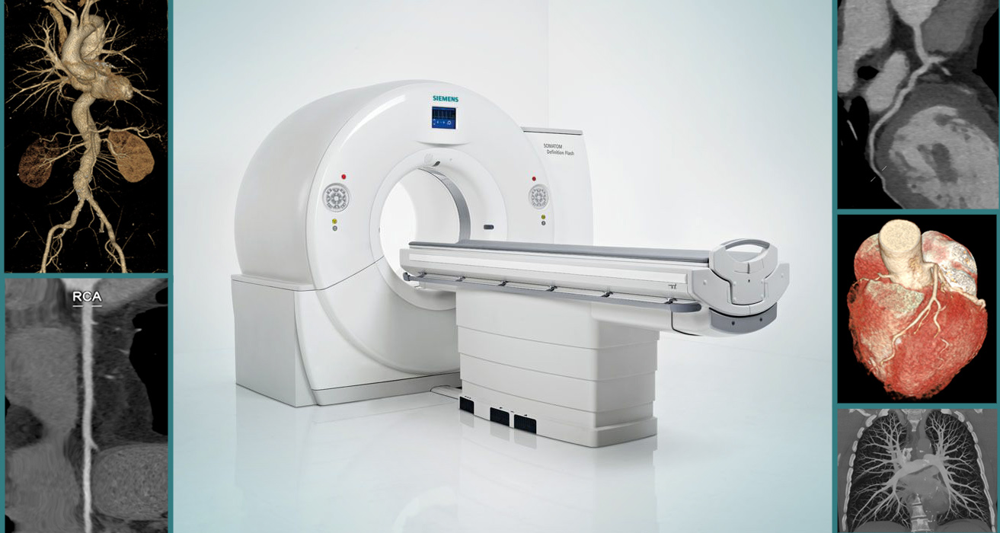 RCA
SIEMENS
SOMATOM
Definition Flash